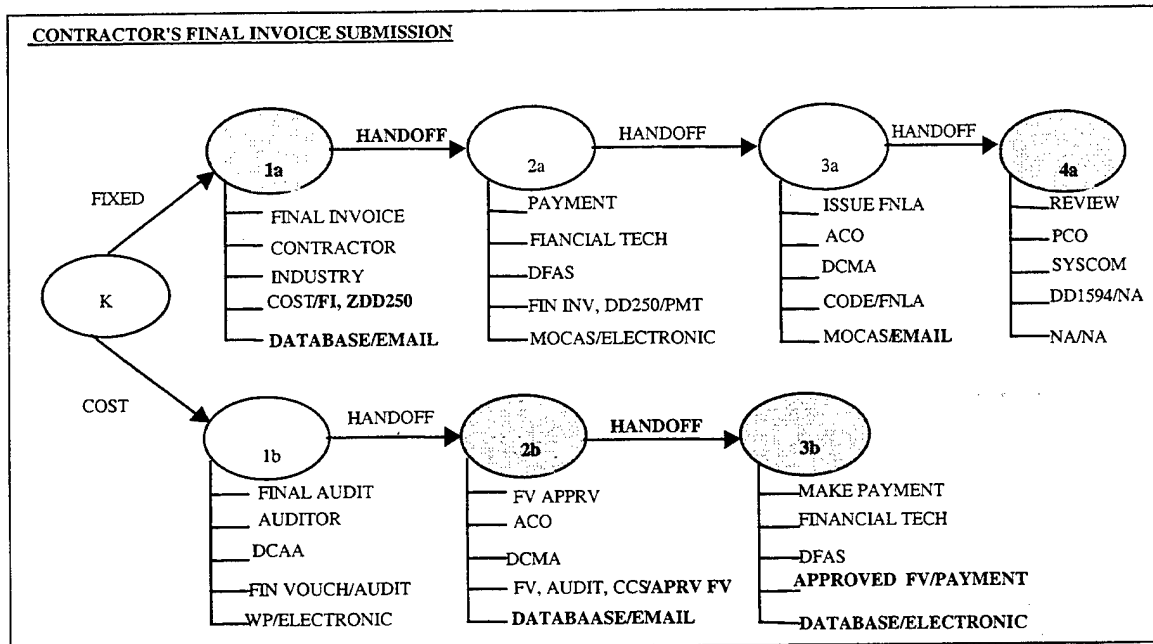 CONTRACTOR'S FINAL INVOICE SUBMISSION
HANDOFF
HANDOFF
HANDOFF
1a
2a
3a
4a
FIXED
FINAL INVOICE
CONTRACTOR
INDUSTRY
COST/FI, ZDD250
DATABASE/EMAIL
PAYMENT
FIANCIAL TECH
DFAS
FIN INV, DD250/PMT
MOCAS/ELECTRONIC
ISSUE FNLA
ACO
DCMA
CODE/FNLA
MOCAS/EMAIL
REVIEW
PCO
SYSCOM
DD1594/NA
NA/NA
K
COST
HANDOFF
HANDOFF
1b
2b
3b
FINAL AUDIT
AUDITOR
DCAA
FIN VOUCH/AUDIT
WP/ELECTRONIC
FV APPRV
ACO
DCMA
FV, AUDIT, CCS/APRV FV
DATABAASE/EMAIL
MAKE PAYMENT
FINANCIAL TECH
DFAS
APPROVED FV/PAYMENT
DATABASE/ELECTRONIC